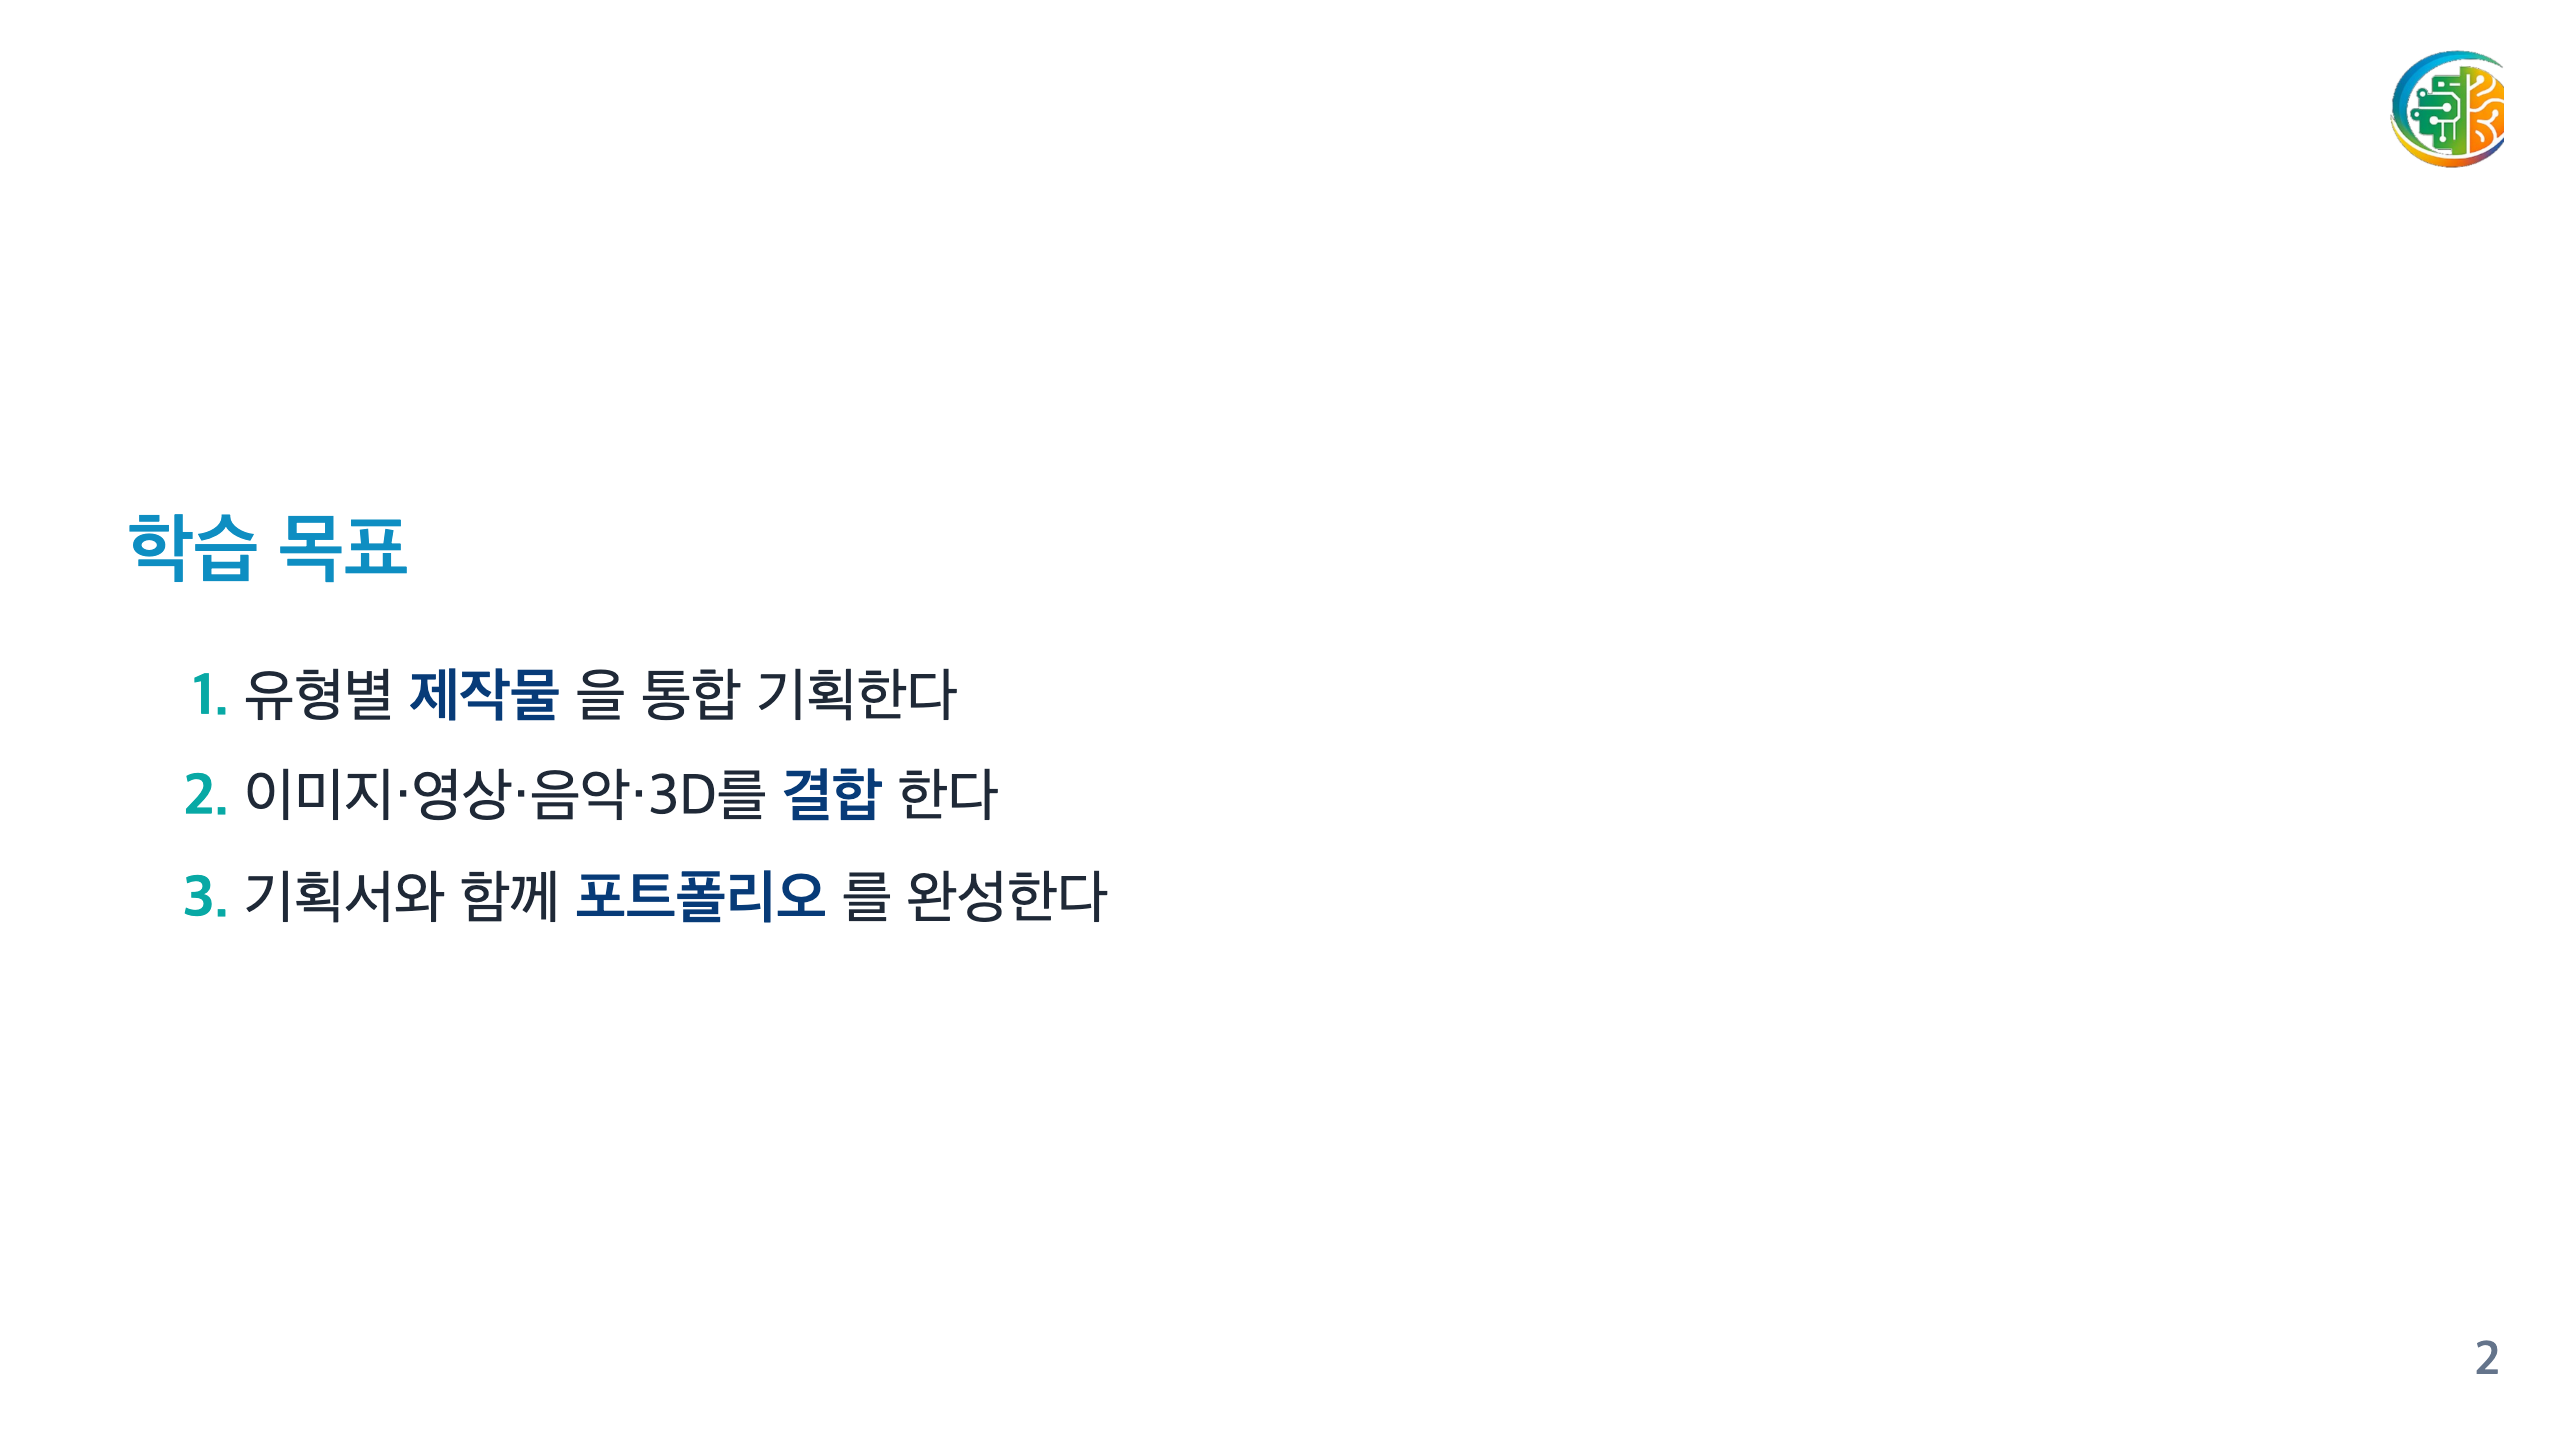 학습 목표
1. 유형별 제작물 을 통합 기획한다
2. 이미지·영상·음악·3D를 결합 한다
3. 기획서와 함께 포트폴리오 를 완성한다
2